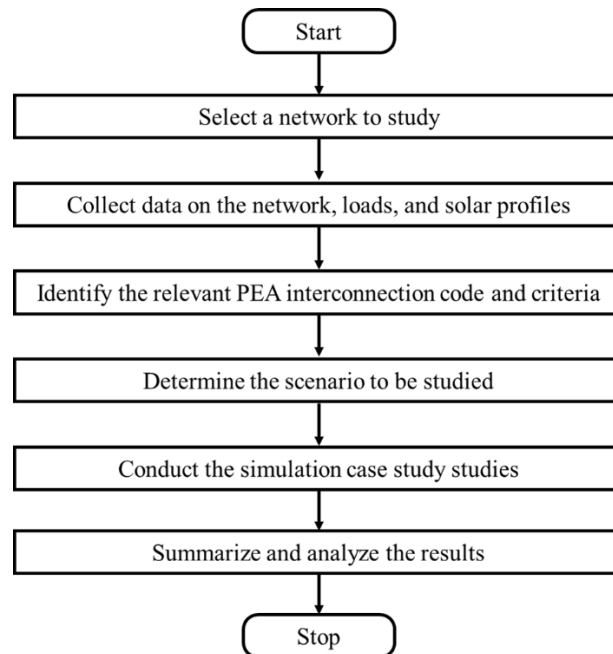 Start
Select a network to study
Collect data on the network, loads, and solar profiles
Identify the relevant PEA interconnection code and criteria
Determine the scenario to be studied
Conduct the simulation case study studies
Summarize and analyze the results
Stop